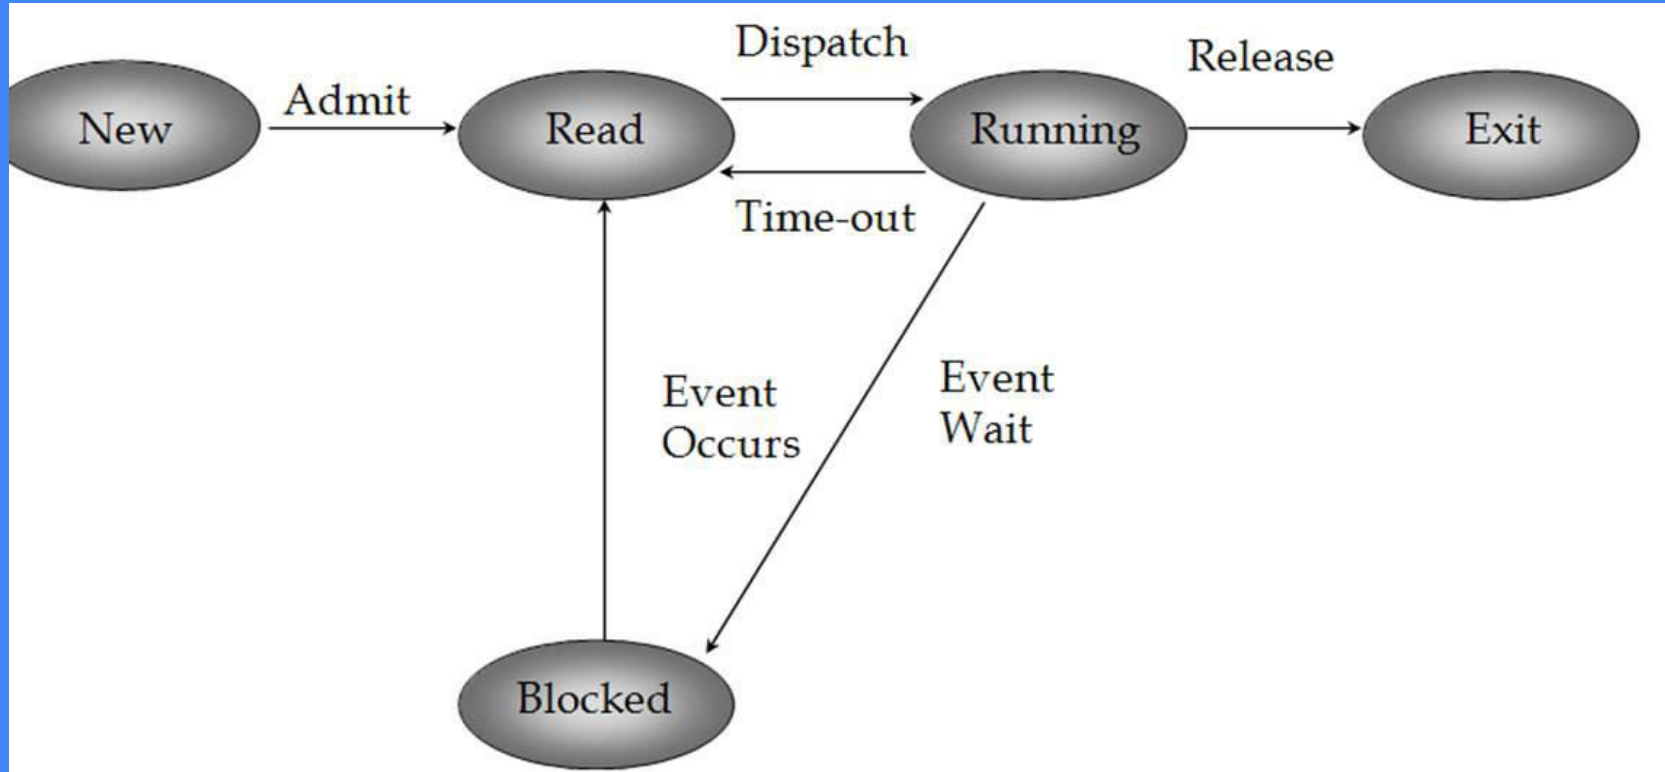 Dispatch
Release
Admit
New
Read
Running
Exit
Time-out
Event
Occurs
Event
Wait
Blocked